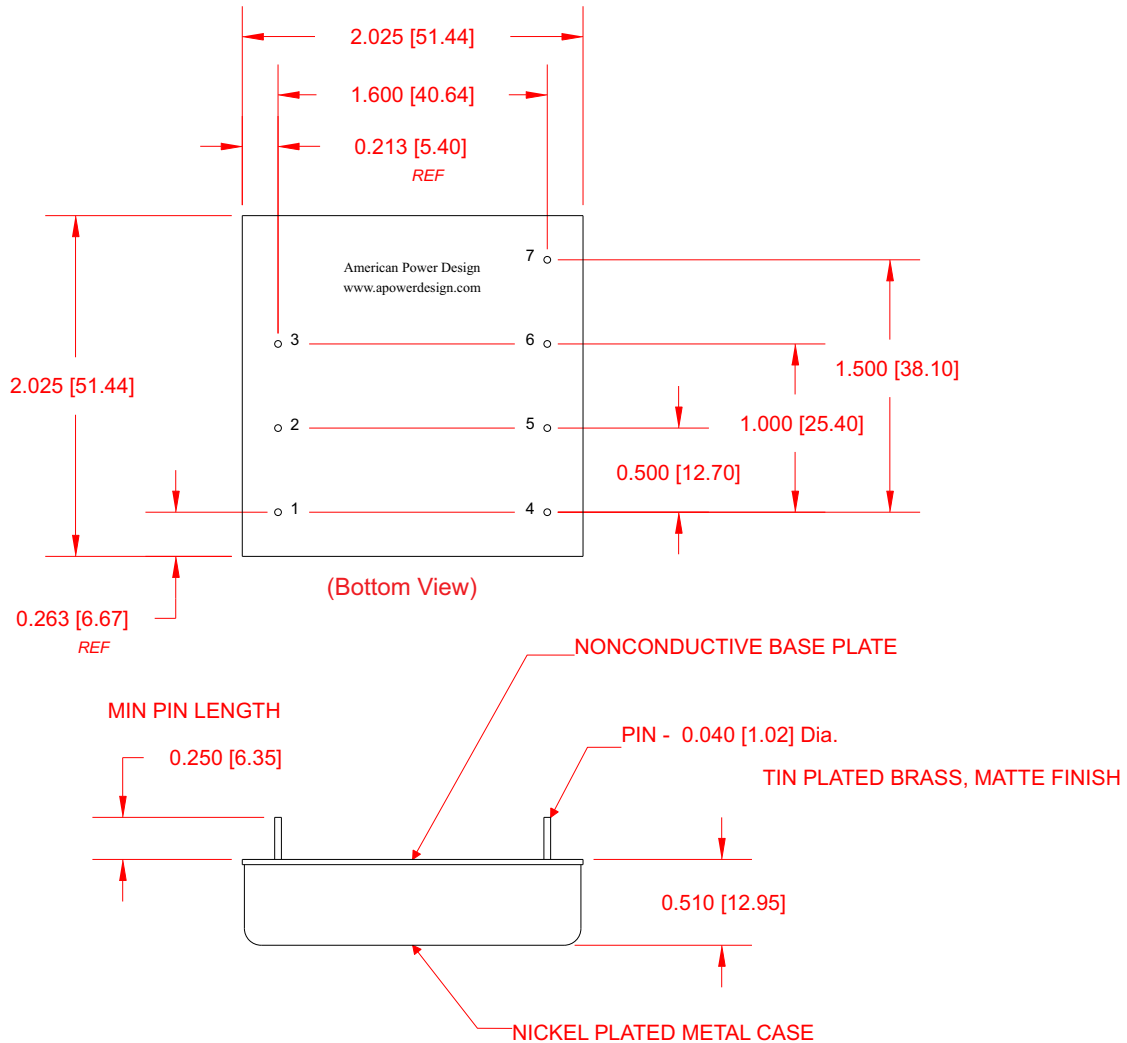 2.025 [51.44]
1.600 [40.64]
0.213 [5.40]
REF
American Power Design
www.apowerdesign.com
7
3
6
2.025 [51.44]
1.500 [38.10]
2
5
1.000 [25.40]
0.500 [12.70]
1
4
(Bottom View)
0.263 [6.67]
REF
NONCONDUCTIVE BASE PLATE
MIN PIN LENGTH
0.250 [6.35]
PIN - 0.040 [1.02] Dia.
TIN PLATED BRASS, MATTE FINISH
0.510 [12.95]
NICKEL PLATED METAL CASE